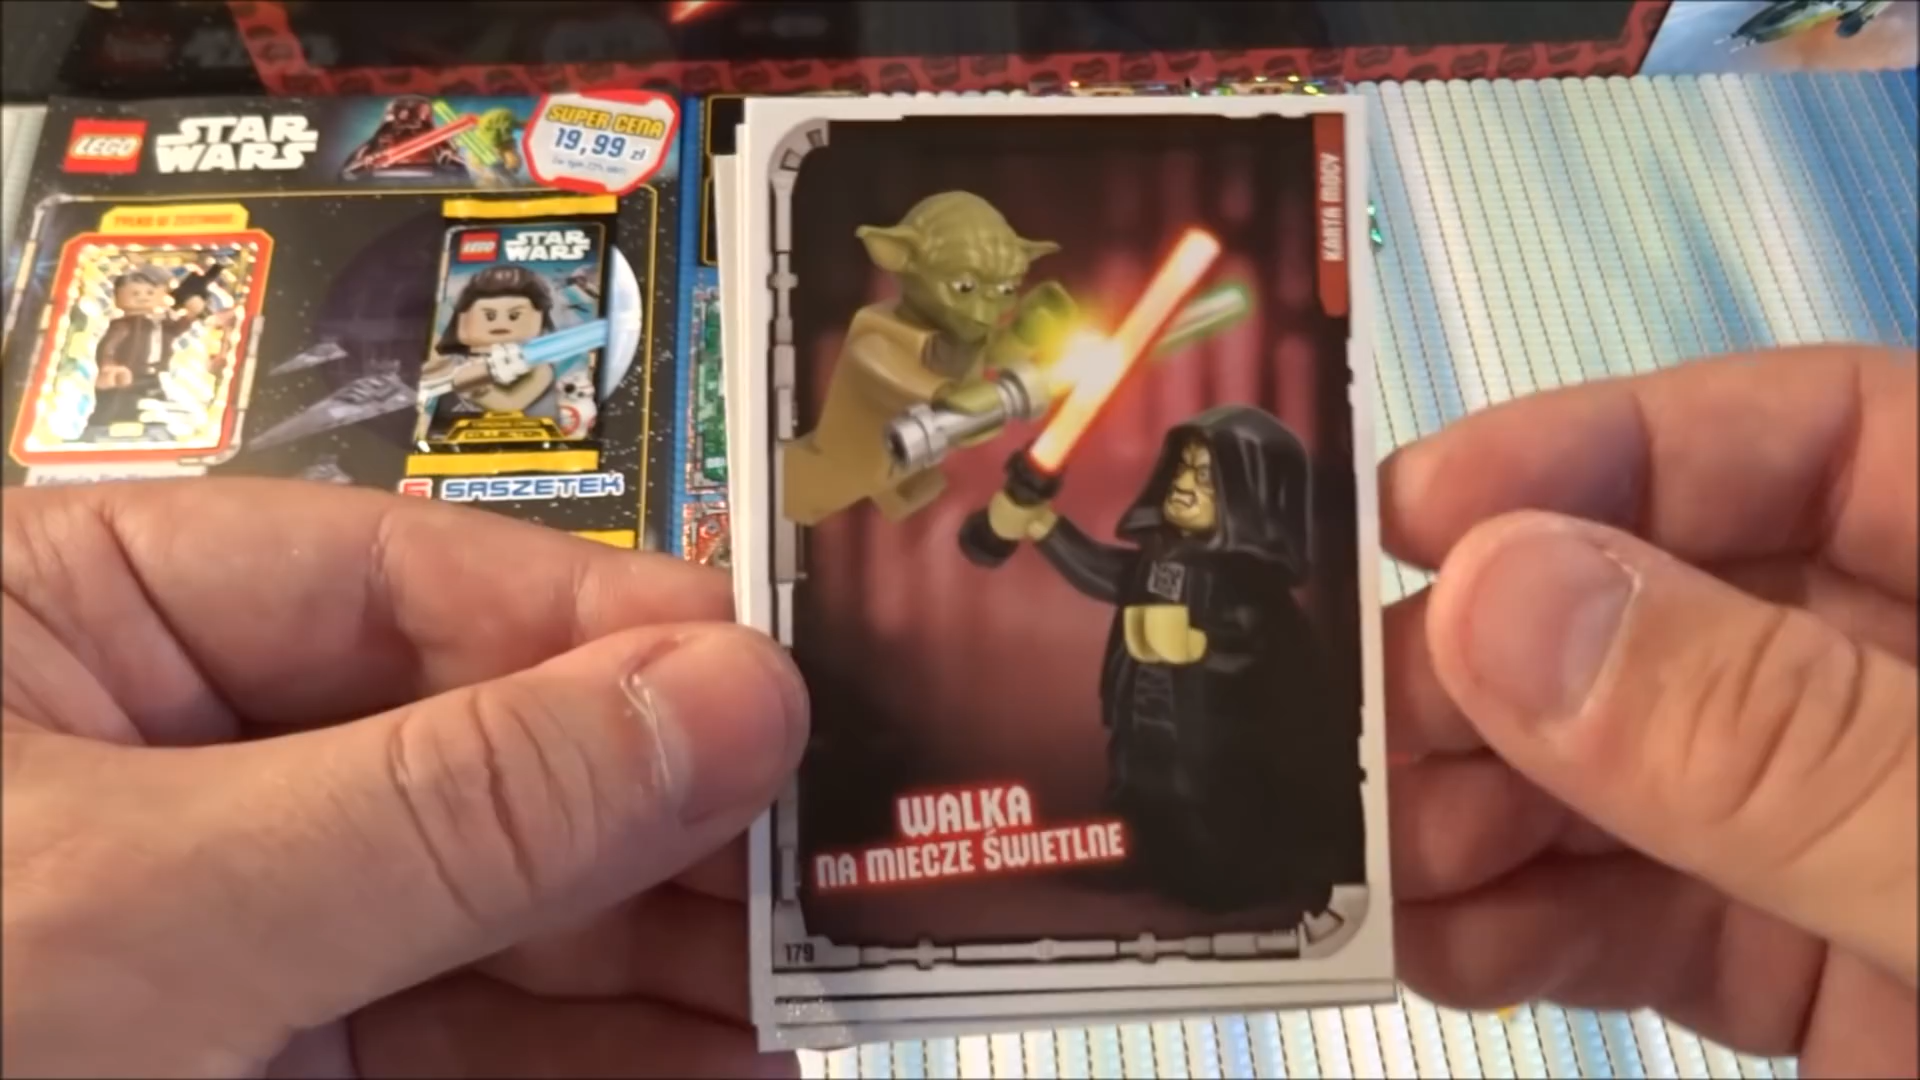 LEGO
STAR
WARS
SUPER CENA
19,99 zł
LEGO
STAR
WARS
5 SASZETEK
KARTA MOCY
WALKA
NA MIECZE ŚWIETLNE
179